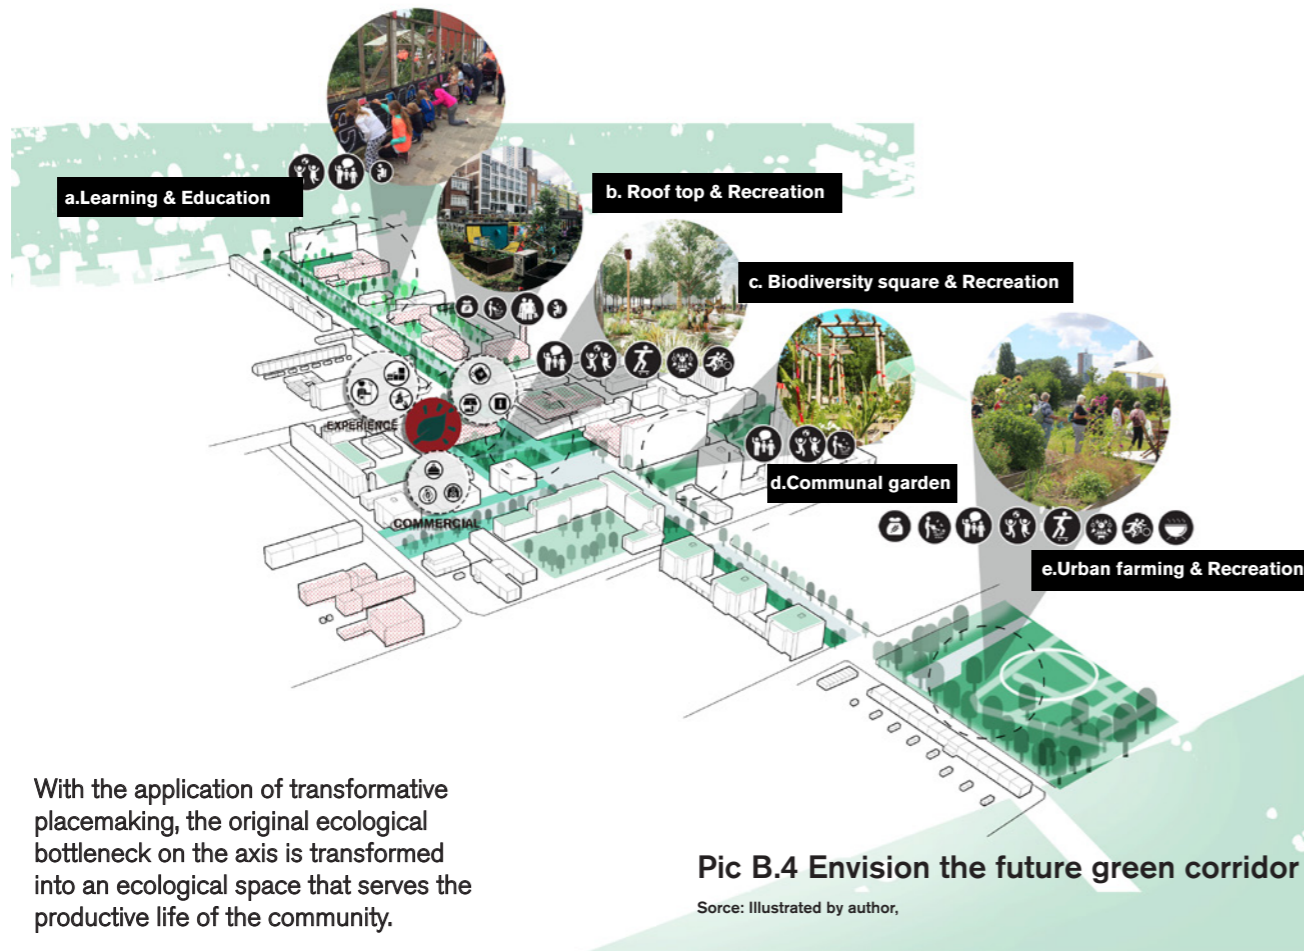 a.Learning & Education
b. Roof top & Recreation
c. Biodiversity square & Recreation
d.Communal garden
e.Urban farming & Recreation
EXPERIENCE
COMMERCIAL
With the application of transformative
placemaking, the original ecological
bottleneck on the axis is transformed
into an ecological space that serves the
productive life of the community.
Pic B.4 Envision the future green corridor
Sorce: Illustrated by author,